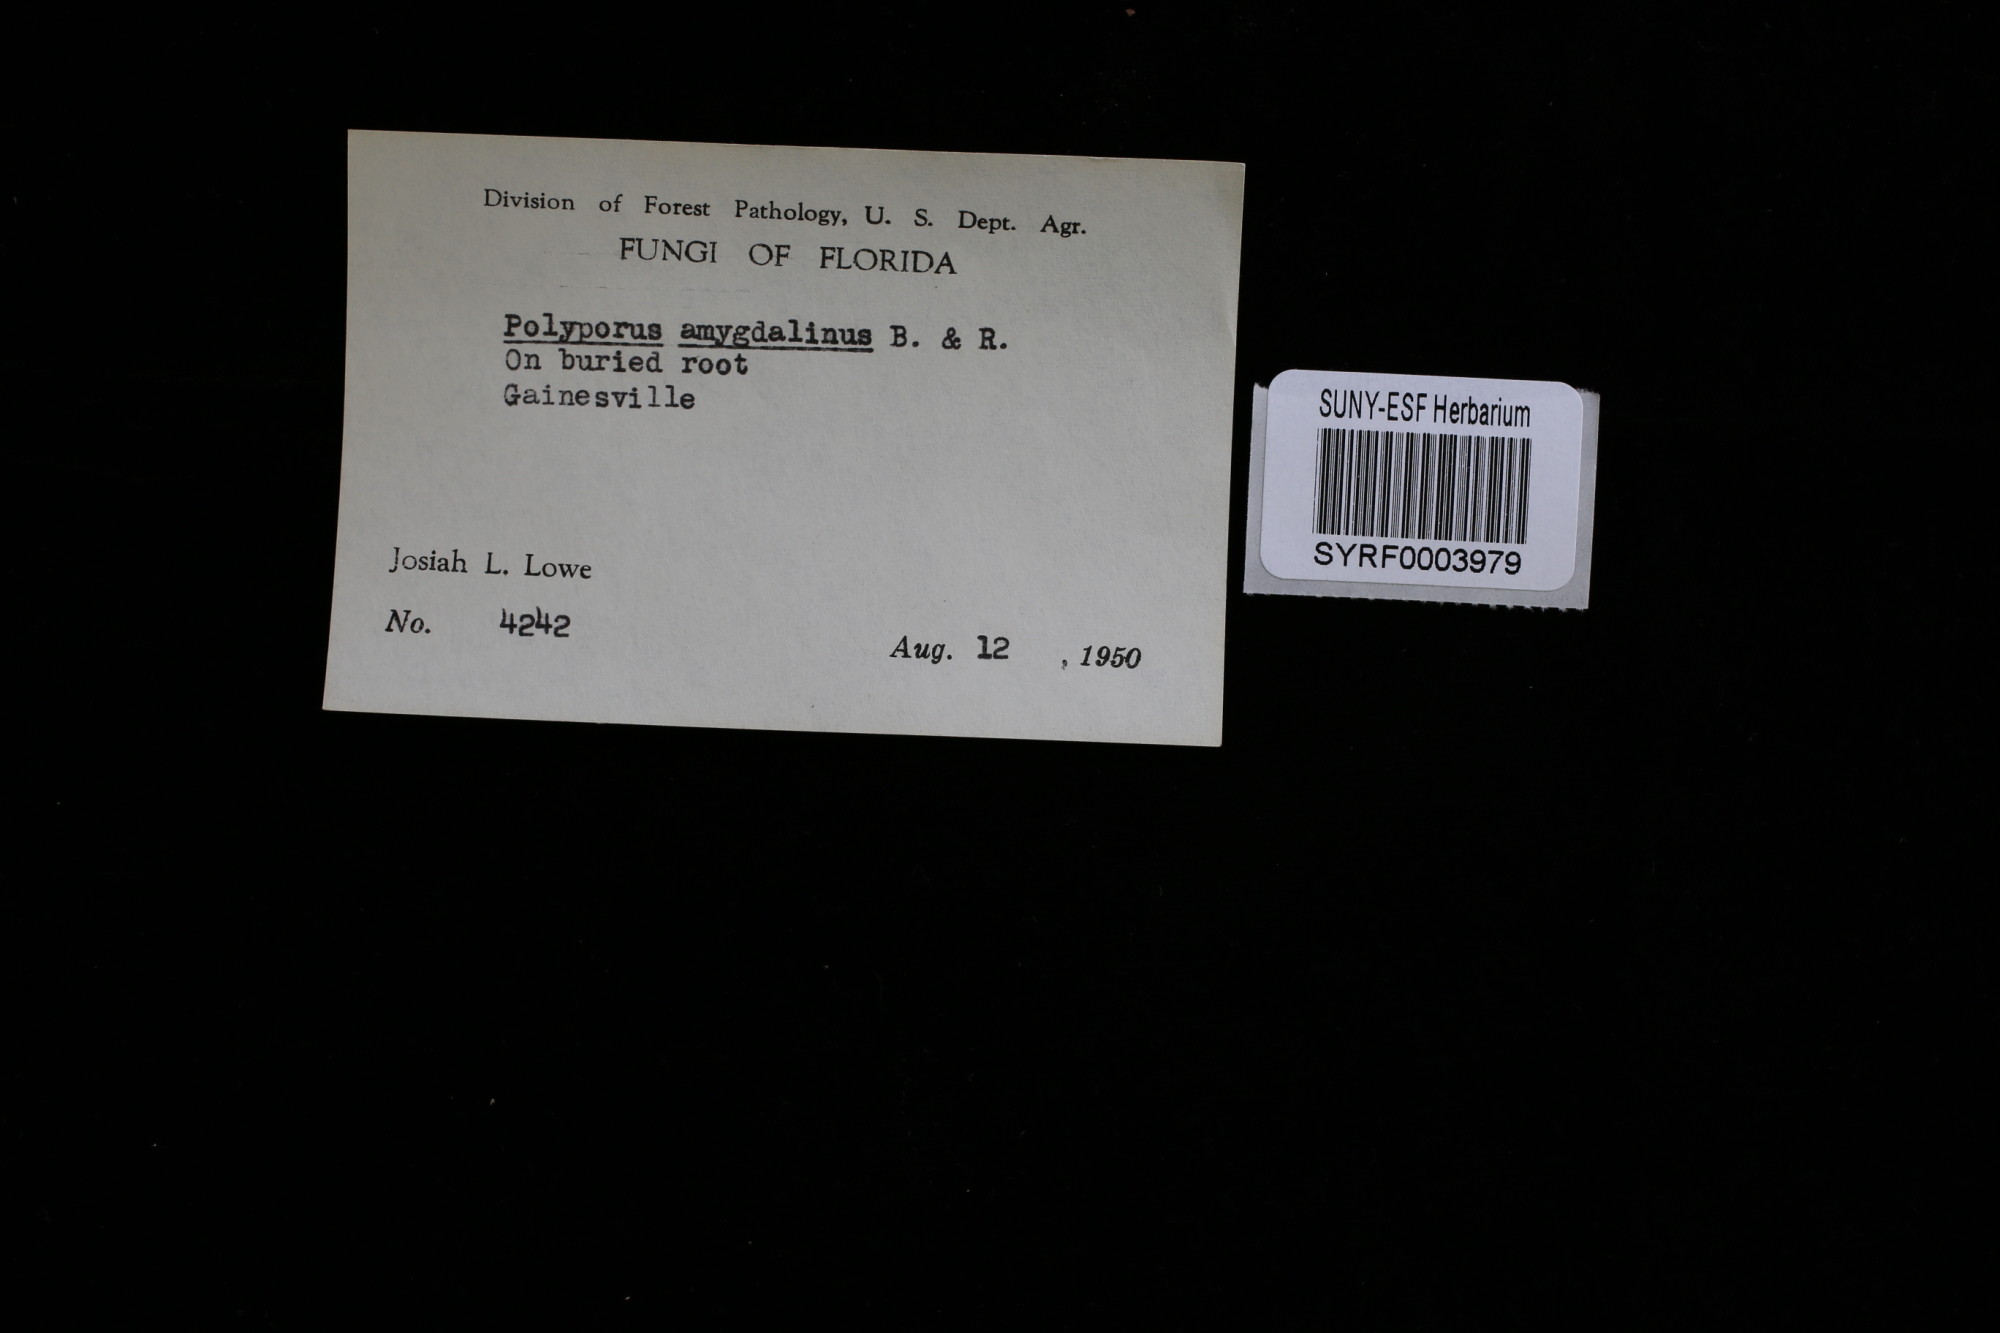 Division of Forest Pathology, U. S. Dept. Agr.
FUNGI OF FLORIDA
Polyporus amygdalinus B. & R.
On buried root
Gainesville
Josiah L. Lowe
No. 4242
Aug. 12 , 1950
SUNY-ESF Herbarium
SYRF0003979